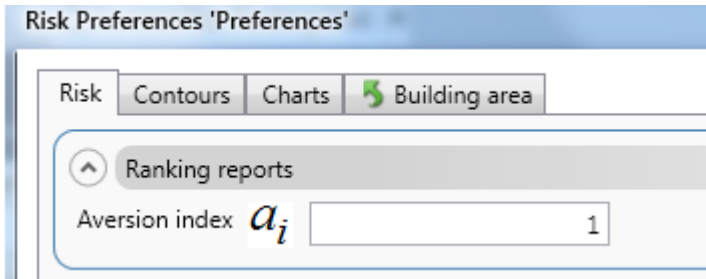 Risk Preferences 'Preferences'
Risk Contours Charts Building area
Ranking reports
Aversion index aᵢ 1